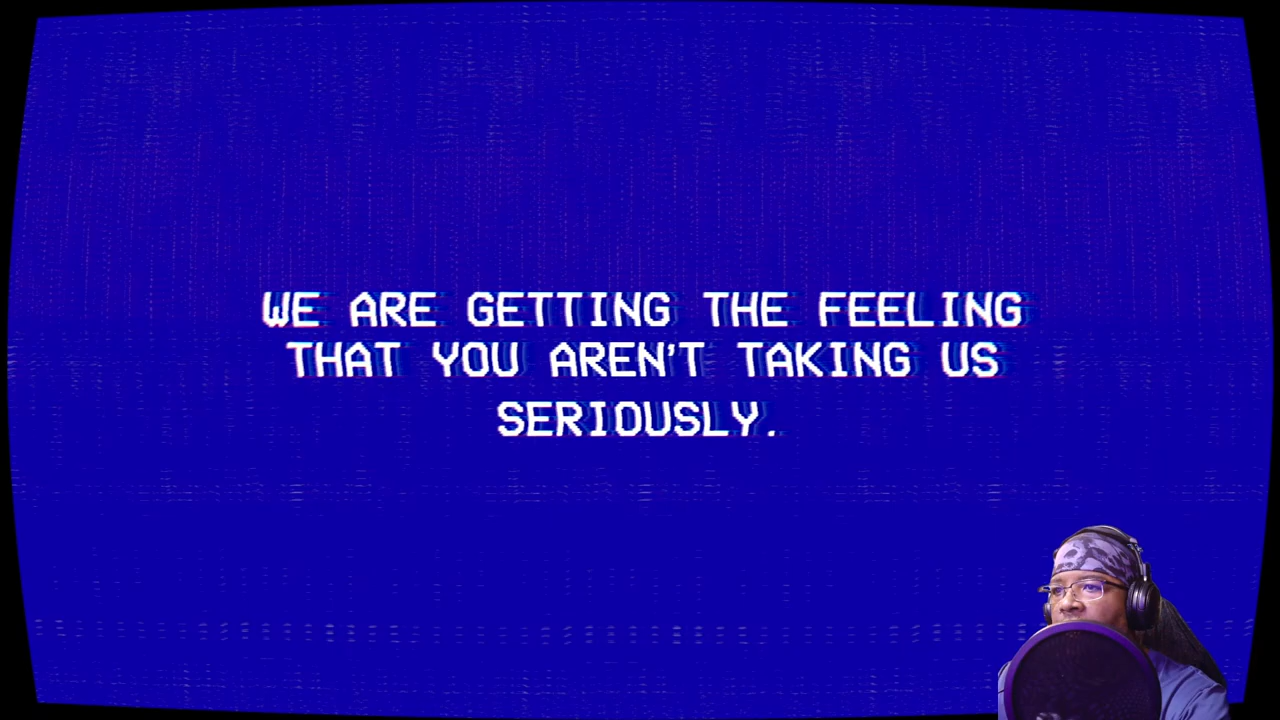 WE ARE GETTING THE FEELING
THAT YOU AREN'T TAKING US
SERIOUSLY.